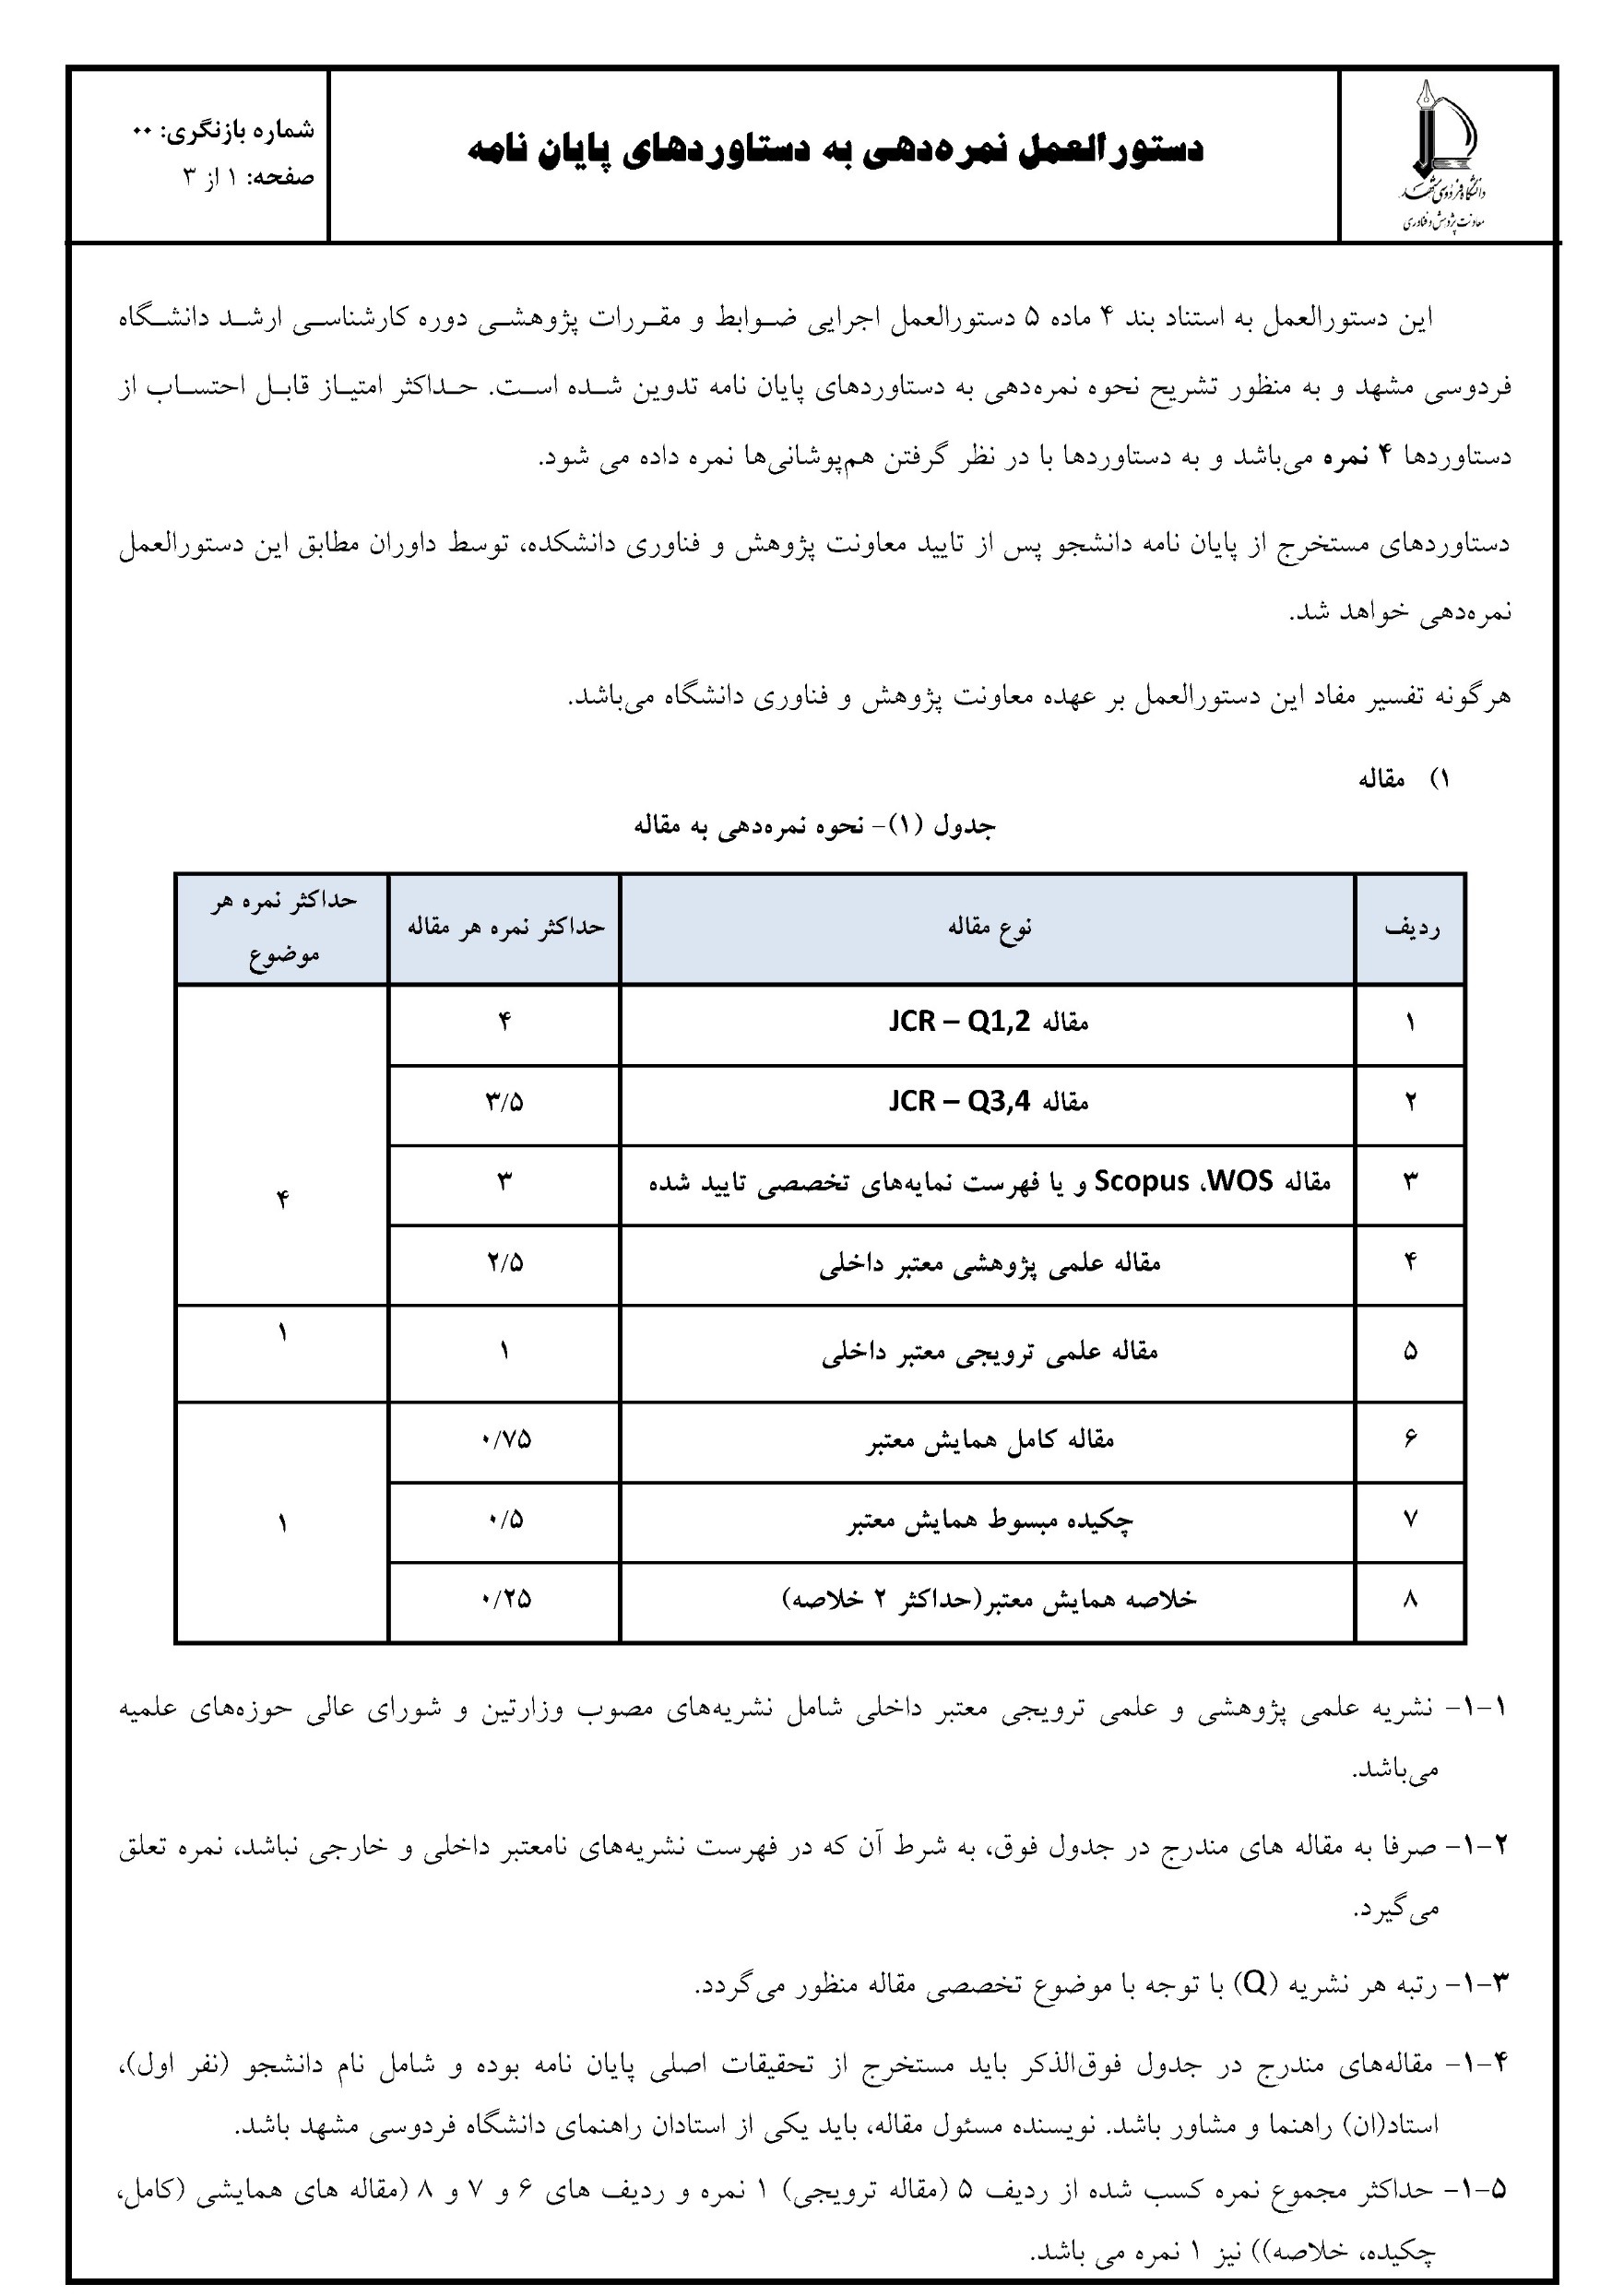 دانشگاه فردوسی مشهد
معاونت پژوهش و فناوری
دستورالعمل نمره‌دهی به دستاوردهای پایان نامه
شماره بازنگری: ۰۰
صفحه: ۱ از ۳
این دستورالعمل به استناد بند ۴ ماده ۵ دستورالعمل اجرایی ضوابط و مقررات پژوهشی دوره کارشناسی ارشد دانشگاه
فردوسی مشهد و به منظور تشریح نحوه نمره‌دهی به دستاوردهای پایان نامه تدوین شده است. حداکثر امتیاز قابل احتساب از
دستاوردها ۴ نمره می‌باشد و به دستاوردها با در نظر گرفتن هم‌پوشانی‌ها نمره داده می شود.
دستاوردهای مستخرج از پایان نامه دانشجو پس از تایید معاونت پژوهش و فناوری دانشکده، توسط داوران مطابق این دستورالعمل
نمره‌دهی خواهد شد.
هرگونه تفسیر مفاد این دستورالعمل بر عهده معاونت پژوهش و فناوری دانشگاه می‌باشد.
۱) مقاله
جدول (۱)- نحوه نمره‌دهی به مقاله
ردیف نوع مقاله حداکثر نمره هر مقاله حداکثر نمره هر موضوع
۱ مقاله JCR – Q1,2 ۴
۲ مقاله JCR – Q3,4 ۳/۵
۳ مقاله WOS، Scopus و یا فهرست نمایه‌های تخصصی تایید شده ۳ ۴
۴ مقاله علمی پژوهشی معتبر داخلی ۲/۵
۵ مقاله علمی ترویجی معتبر داخلی ۱ ۱
۶ مقاله کامل همایش معتبر ۰/۷۵
۷ چکیده مبسوط همایش معتبر ۰/۵ ۱
۸ خلاصه همایش معتبر(حداکثر ۲ خلاصه) ۰/۲۵
۱-۱- نشریه علمی پژوهشی و علمی ترویجی معتبر داخلی شامل نشریه‌های مصوب وزارتین و شورای عالی حوزه‌های علمیه
می‌باشد.
۱-۲- صرفا به مقاله های مندرج در جدول فوق، به شرط آن که در فهرست نشریه‌های نامعتبر داخلی و خارجی نباشد، نمره تعلق
می‌گیرد.
۱-۳- رتبه هر نشریه (Q) با توجه با موضوع تخصصی مقاله منظور می‌گردد.
۱-۴- مقاله‌های مندرج در جدول فوق‌الذکر باید مستخرج از تحقیقات اصلی پایان نامه بوده و شامل نام دانشجو (نفر اول)،
استاد(ان) راهنما و مشاور باشد. نویسنده مسئول مقاله، باید یکی از استادان راهنمای دانشگاه فردوسی مشهد باشد.
۱-۵- حداکثر مجموع نمره کسب شده از ردیف ۵ (مقاله ترویجی) ۱ نمره و ردیف های ۶ و ۷ و ۸ (مقاله های همایشی (کامل،
چکیده، خلاصه)) نیز ۱ نمره می باشد.